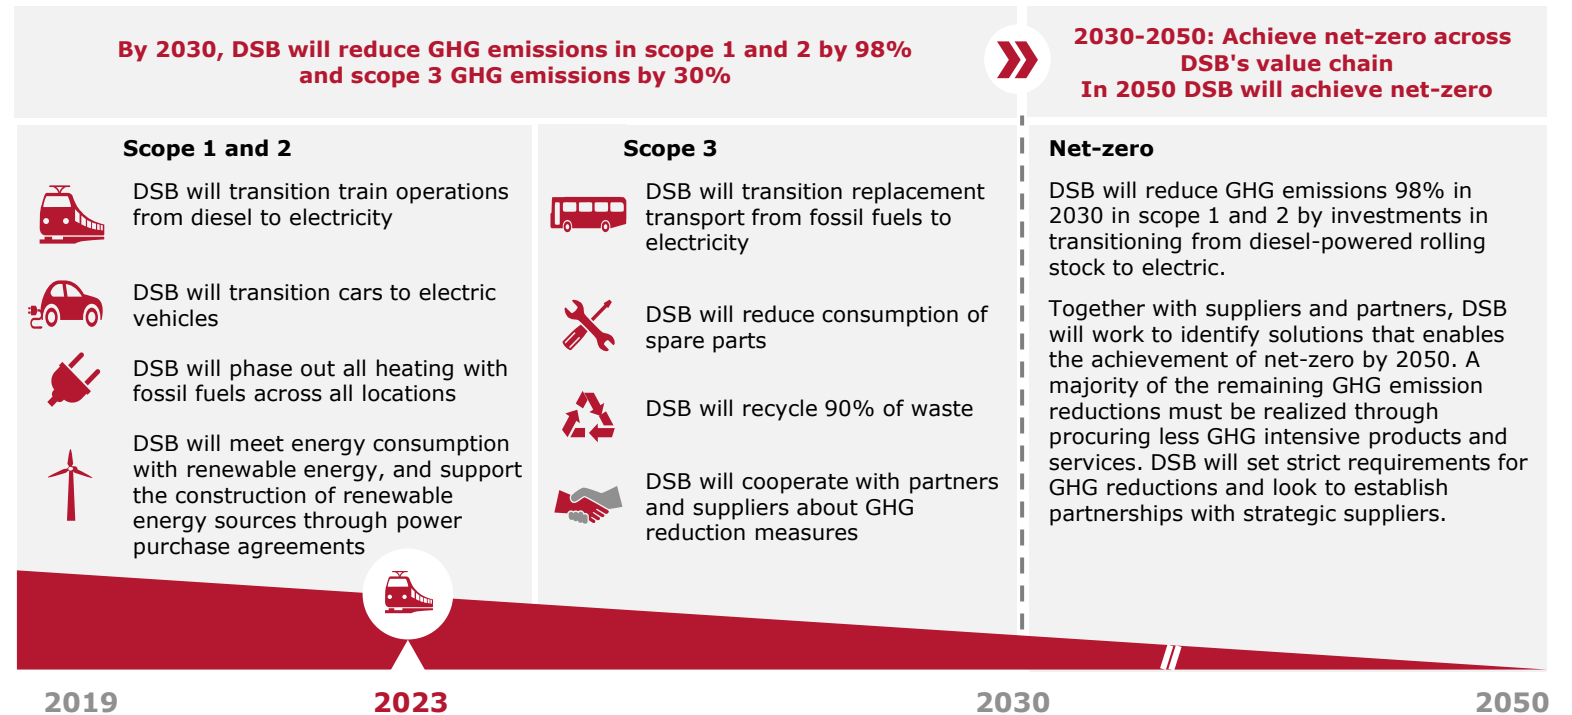 By 2030, DSB will reduce GHG emissions in scope 1 and 2 by 98%
and scope 3 GHG emissions by 30%
2030-2050: Achieve net-zero across
DSB's value chain
In 2050 DSB will achieve net-zero
Scope 1 and 2
DSB will transition train operations
from diesel to electricity
DSB will transition cars to electric
vehicles
DSB will phase out all heating with
fossil fuels across all locations
DSB will meet energy consumption
with renewable energy, and support
the construction of renewable
energy sources through power
purchase agreements
Scope 3
DSB will transition replacement
transport from fossil fuels to
electricity
DSB will reduce consumption of
spare parts
DSB will recycle 90% of waste
DSB will cooperate with partners
and suppliers about GHG
reduction measures
Net-zero
DSB will reduce GHG emissions 98% in
2030 in scope 1 and 2 by investments in
transitioning from diesel-powered rolling
stock to electric.
Together with suppliers and partners, DSB
will work to identify solutions that enables
the achievement of net-zero by 2050. A
majority of the remaining GHG emission
reductions must be realized through
procuring less GHG intensive products and
services. DSB will set strict requirements for
GHG reductions and look to establish
partnerships with strategic suppliers.
2019
2023
2030
2050